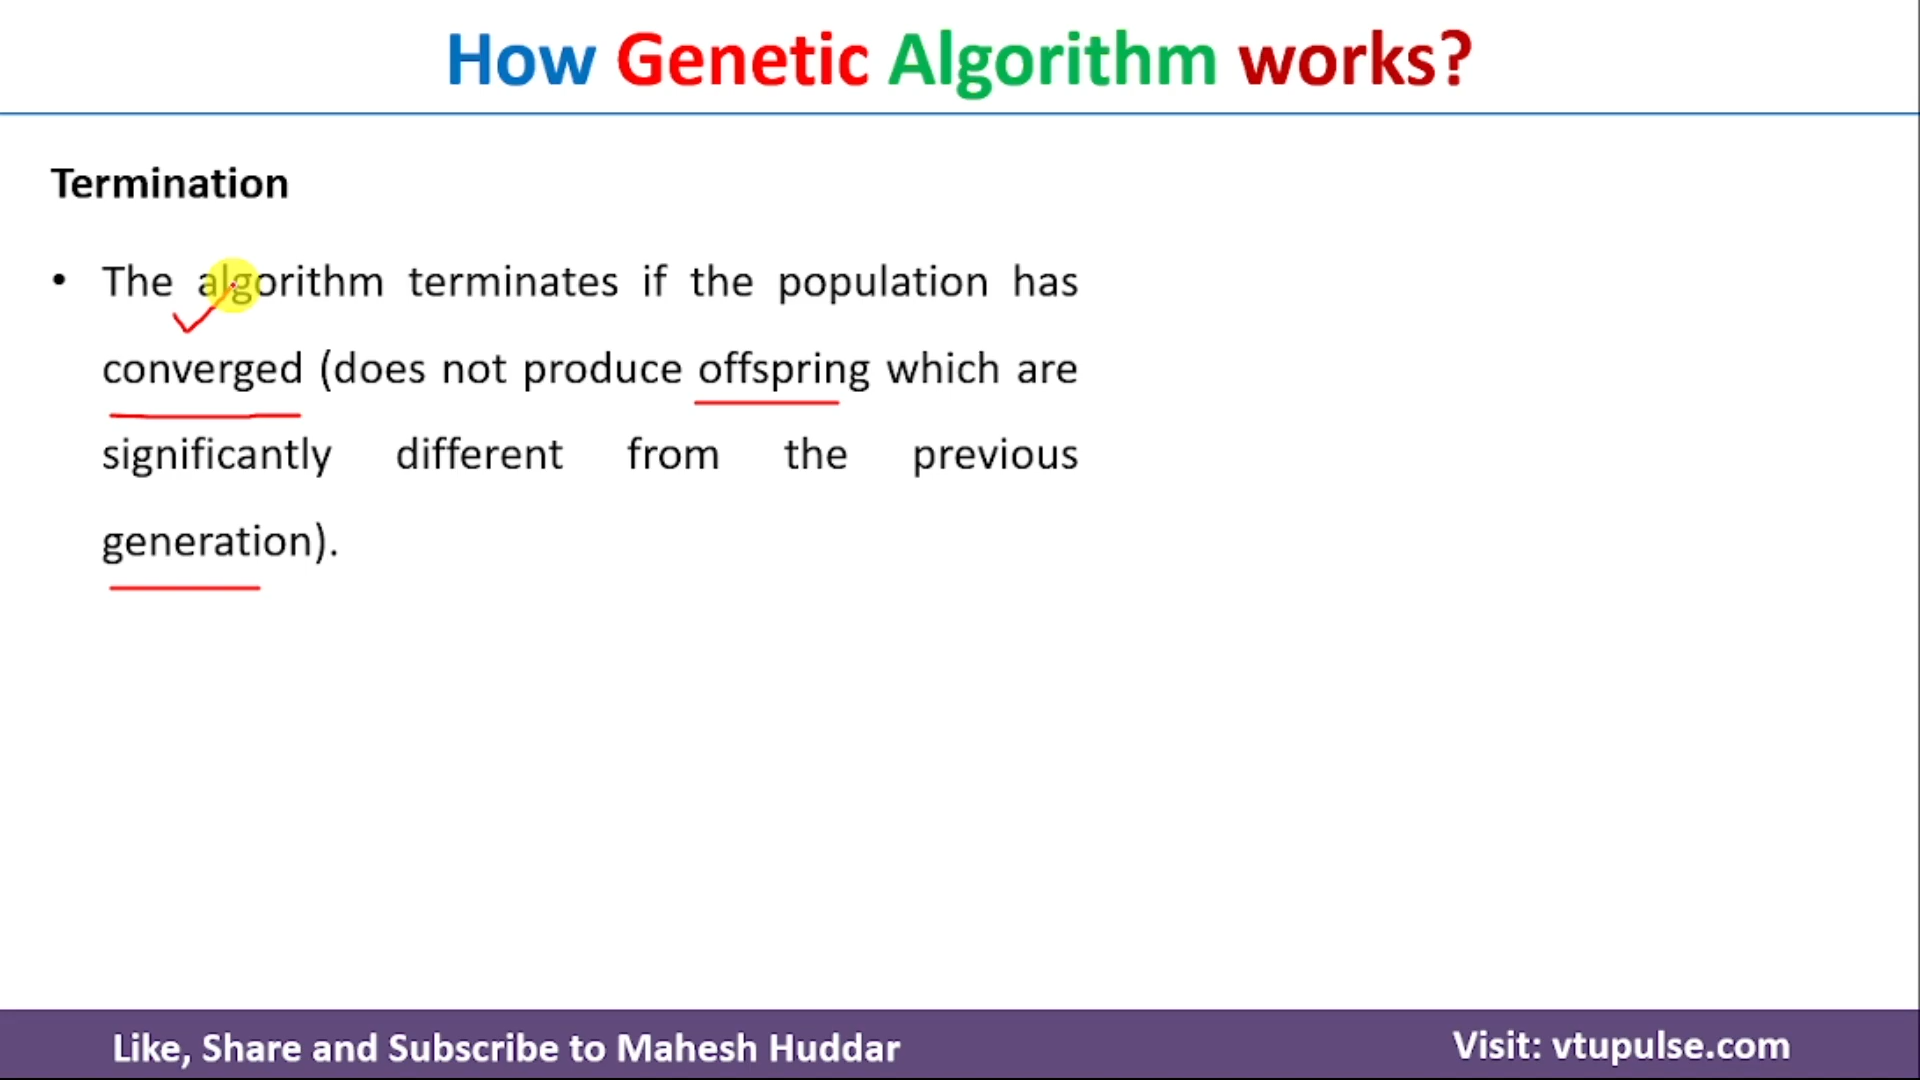 How Genetic Algorithm works?
Termination
• The algorithm terminates if the population has
converged (does not produce offspring which are
significantly different from the previous
generation).
Like, Share and Subscribe to Mahesh Huddar
Visit: vtupulse.com